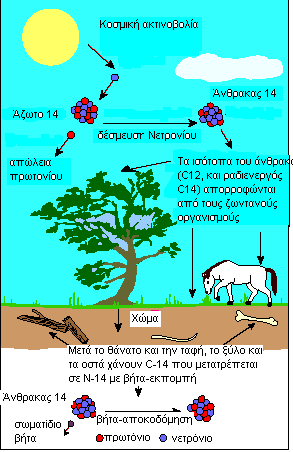 Κοσμική ακτινοβολία
Άζωτο 14
Άνθρακας 14
δέσμευσ Νετρονίου
απώλεια
πρωτονίου
Τα ισότοπα του άνθρακ
(C12, και ραδιενεργός
C14) απορροφώνται
από τους ζωντανούς
οργανισμούς
Χώμα
Μετά το θάνατο και την ταφή, το ξύλο και
τα οστά χάνουν C-14 που μετατρέπεται
σε N-14 με βήτα-εκπομπή
Άνθρακας 14
βήτα-αποκοδόμηση
σωματίδιο
βήτα
πρωτόνιο
νετρόνιο